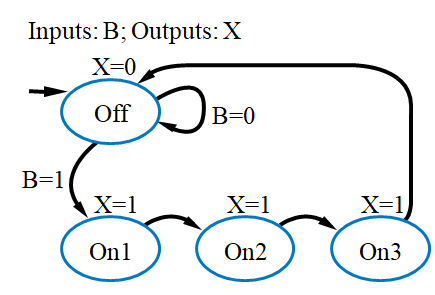 Inputs: B; Outputs: X
X=0
Off
B=0
B=1
X=1
X=1
X=1
On1
On2
On3